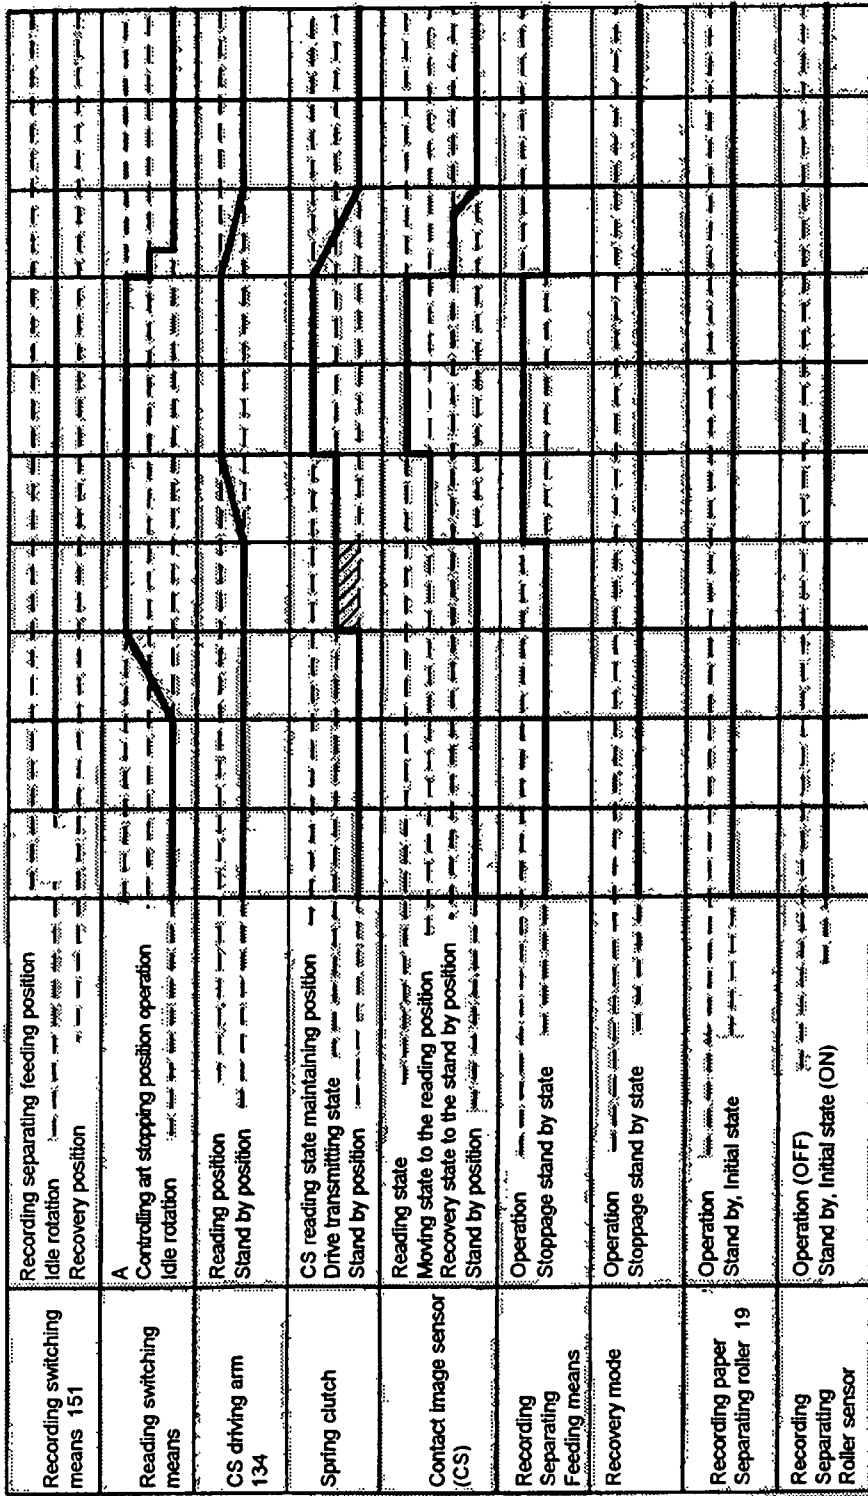 Recording switching
means 151
Recording separating feeding position
Idle rotation
Recovery position
Reading switching
means
A
Controlling art stopping position operation
Idle rotation
CS driving arm
134
Reading position
Stand by position
Spring clutch
CS reading state maintaining position
Drive transmitting state
Stand by position
Contact image sensor
(CS)
Reading state
Moving state to the reading position
Recovery state to the stand by position
Stand by position
Recording
Separating
Feeding means
Operation
Stoppage stand by state
Recovery mode
Operation
Stoppage stand by state
Recording paper
Separating roller 19
Operation
Stand by, Initial state
Recording
Separating
Roller sensor
Operation (OFF)
Stand by, Initial state (ON)